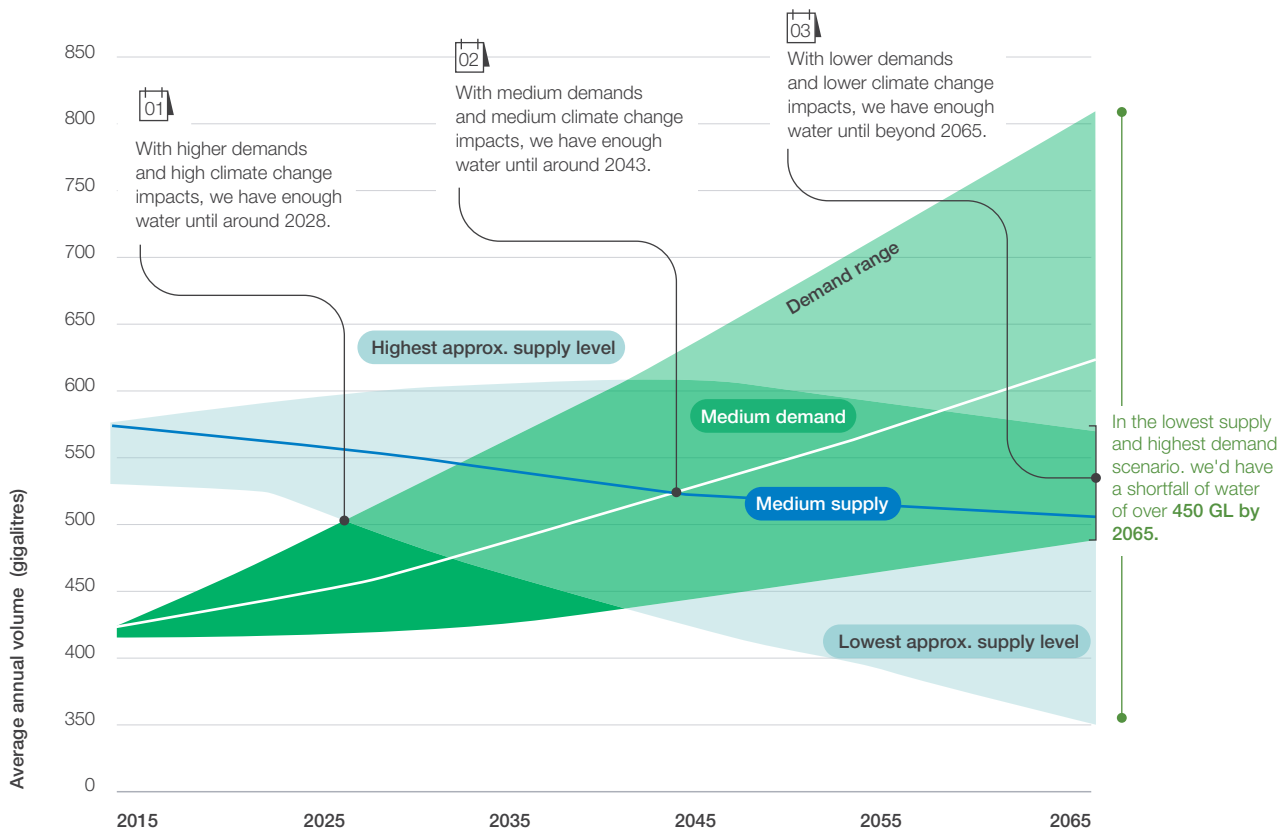 850
800
750
700
650
600
550
500
450
400
350
0
Average annual volume (gigalitres)
01
With higher demands
and high climate change
impacts, we have enough
water until around 2028.
02
With medium demands
and medium climate change
impacts, we have enough
water until around 2043.
03
With lower demands
and lower climate change
impacts, we have enough
water until beyond 2065.
Demand range
Highest approx. supply level
Medium demand
Medium supply
Lowest approx. supply level
In the lowest supply
and highest demand
scenario. we'd have
a shortfall of water
of over 450 GL by
2065.
2015
2025
2035
2045
2055
2065